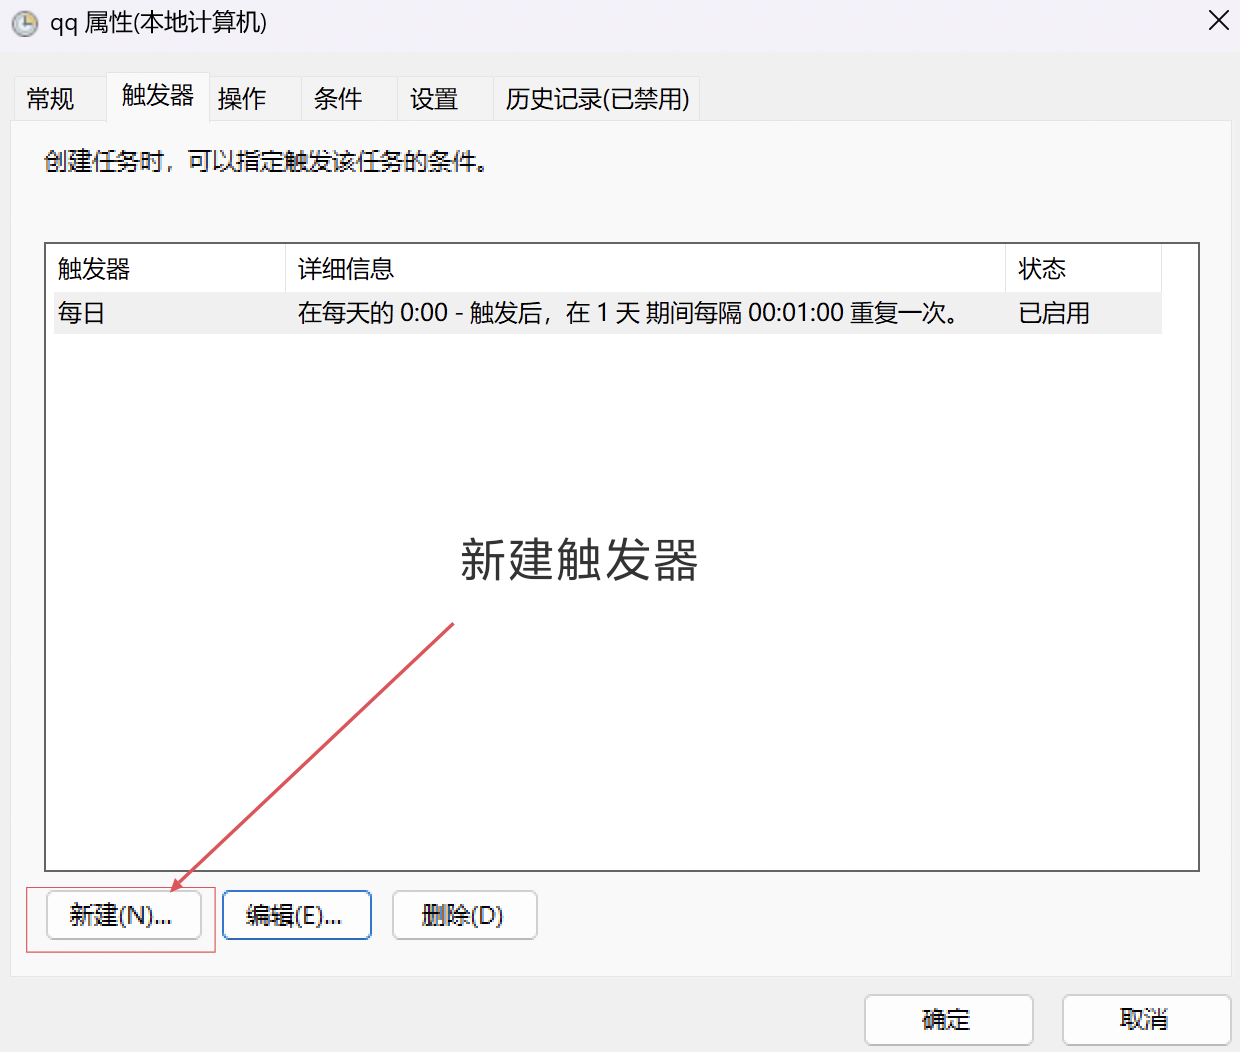 qq 属性(本地计算机)
常规 触发器 操作 条件 设置 历史记录(已禁用)
创建任务时，可以指定触发该任务的条件。
触发器 详细信息 状态
每日 在每天的 0:00 - 触发后，在 1 天 期间每隔 00:01:00 重复一次。 已启用
新建触发器
新建(N)... 编辑(E)... 删除(D)
确定 取消